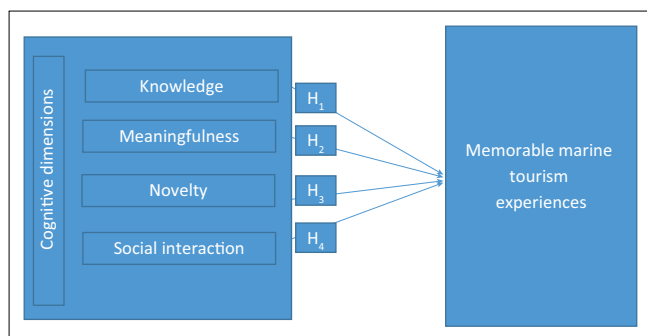 Cognitive dimensions
Knowledge
H1
Meaningfulness
H2
Novelty
H3
Social interaction
H4
Memorable marine
tourism
experiences